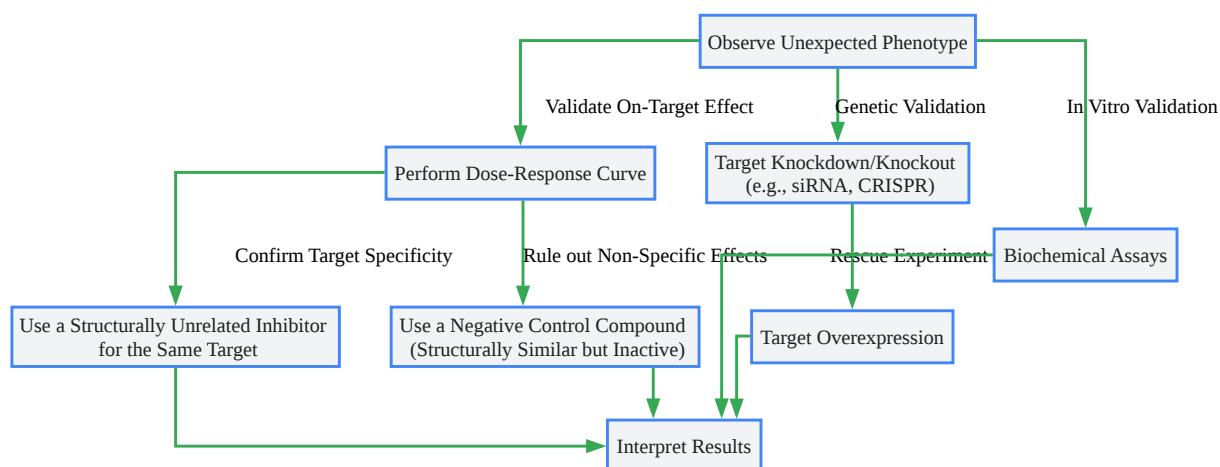 Observe Unexpected Phenotype
Validate On-Target Effect
Genetic Validation
In Vitro Validation
Perform Dose-Response Curve
Target Knockdown/Knockout
(e.g., siRNA, CRISPR)
Confirm Target Specificity
Rule out Non-Specific Effects
Rescue Experiment
Biochemical Assays
Use a Structurally Unrelated Inhibitor
for the Same Target
Use a Negative Control Compound
(Structurally Similar but Inactive)
Target Overexpression
Interpret Results